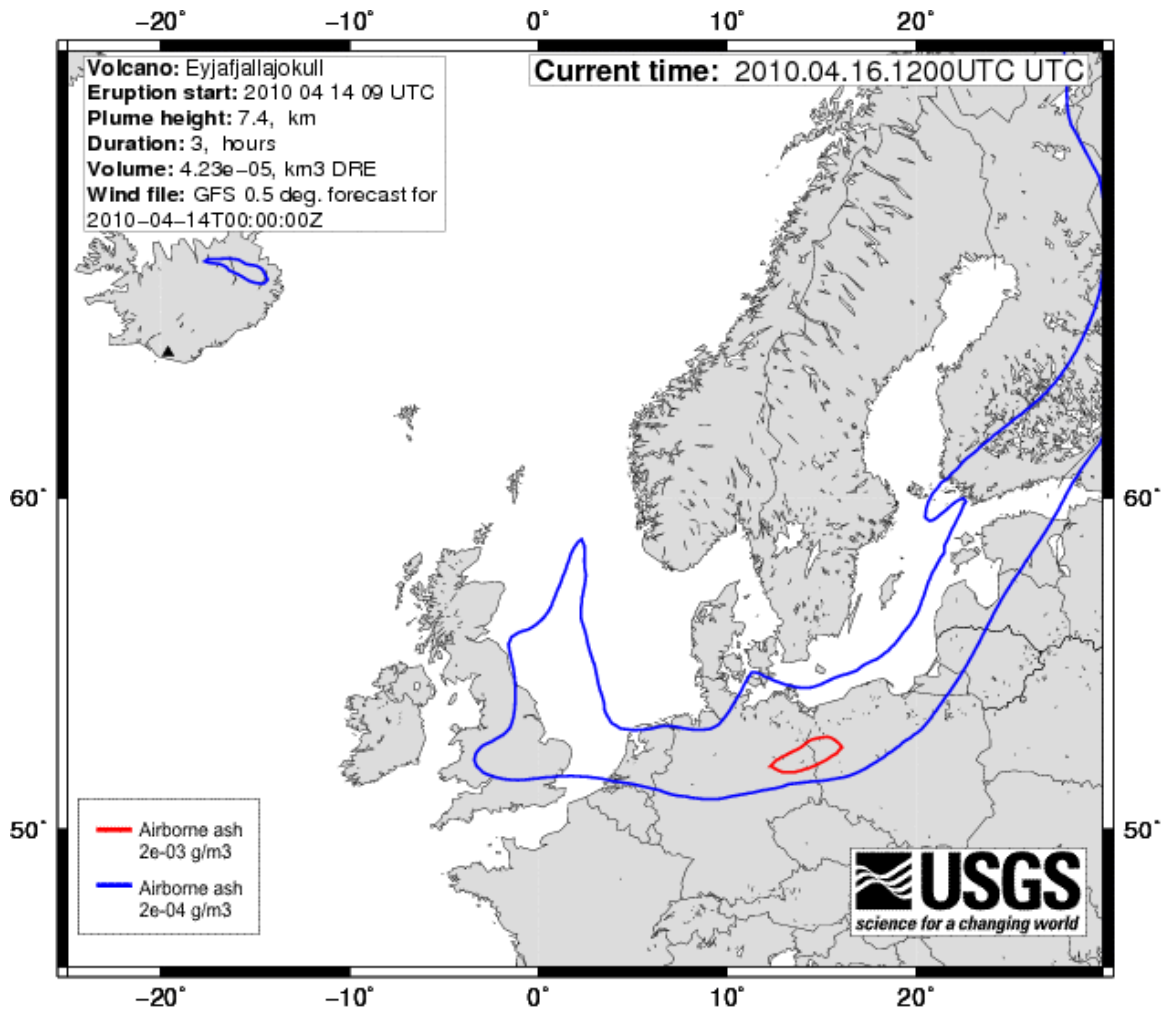 −20° −10° 0° 10° 20°
Volcano: Eyjafjallajokull
Eruption start: 2010 04 14 09 UTC
Plume height: 7.4, km
Duration: 3, hours
Volume: 4.23e−05, km3 DRE
Wind file: GFS 0.5 deg. forecast for
2010−04−14T00:00:00Z
Current time: 2010.04.16.1200UTC UTC
60° 60°
50° 50°
Airborne ash
2e-03 g/m3
Airborne ash
2e-04 g/m3
USGS
science for a changing world
−20° −10° 0° 10° 20°